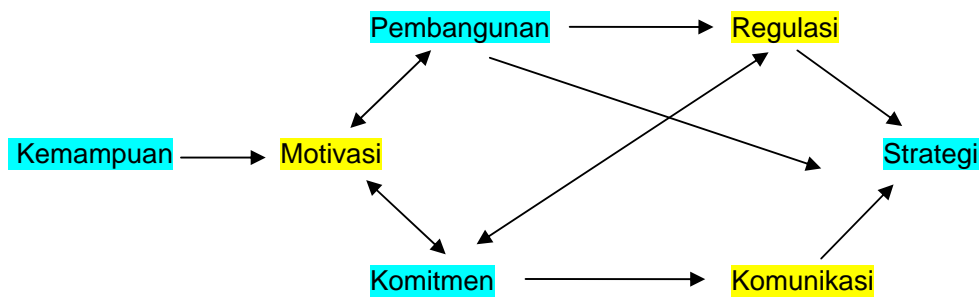 Pembangunan
Regulasi
Kemampuan
Motivasi
Strategi
Komitmen
Komunikasi